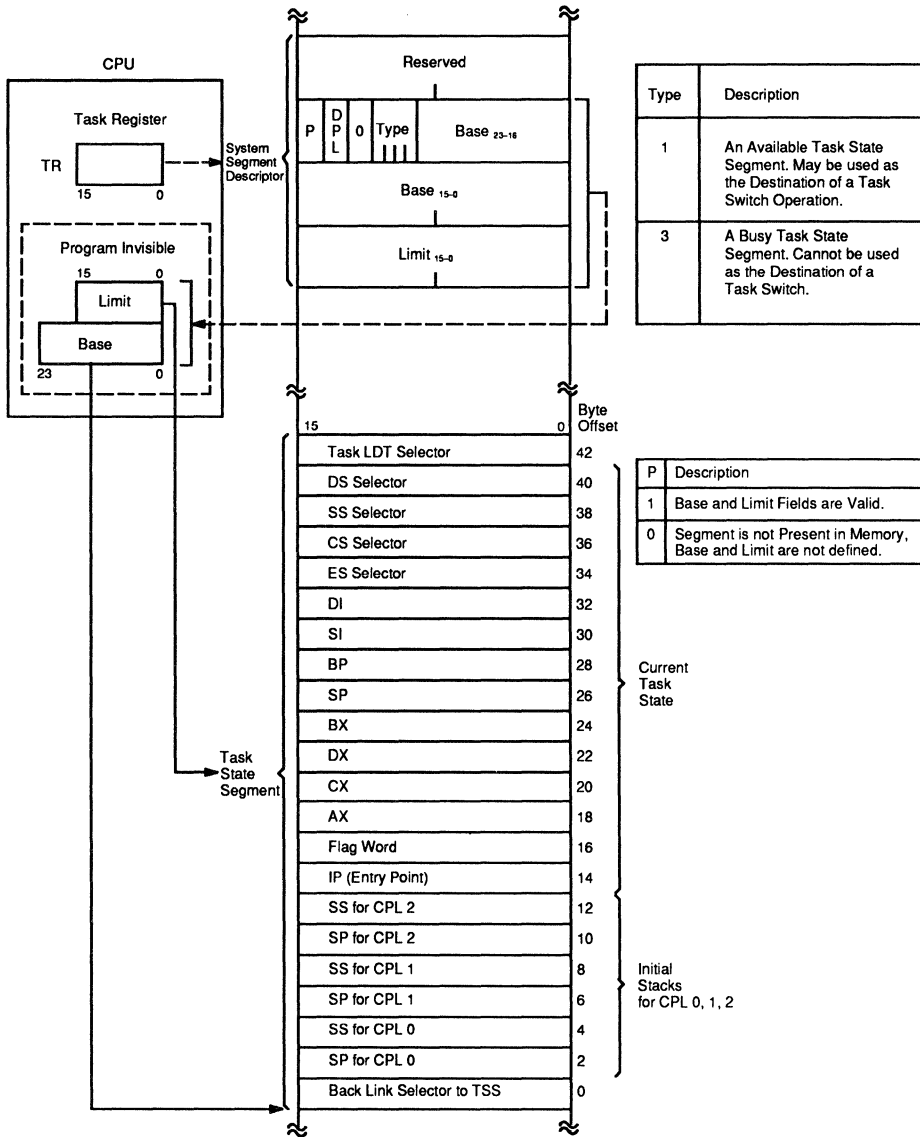 CPU
Task Register
TR
15 0
Program Invisible
15 0
Limit
Base
23 0
System
Segment
Descriptor
Reserved
P DPL 0 Type Base 23–16
Base 15–0
Limit 15–0
Type Description
1 An Available Task State
Segment. May be used as
the Destination of a Task
Switch Operation.
3 A Busy Task State
Segment. Cannot be used
as the Destination of a
Task Switch.
15 0 Byte
Offset
Task LDT Selector 42
DS Selector 40
SS Selector 38
CS Selector 36
ES Selector 34
DI 32
SI 30
BP 28
SP 26
BX 24
DX 22
CX 20
AX 18
Flag Word 16
IP (Entry Point) 14
SS for CPL 2 12
SP for CPL 2 10
SS for CPL 1 8
SP for CPL 1 6
SS for CPL 0 4
SP for CPL 0 2
Back Link Selector to TSS 0
Task
State
Segment
P Description
1 Base and Limit Fields are Valid.
0 Segment is not Present in Memory,
Base and Limit are not defined.
Current
Task
State
Initial
Stacks
for CPL 0, 1, 2